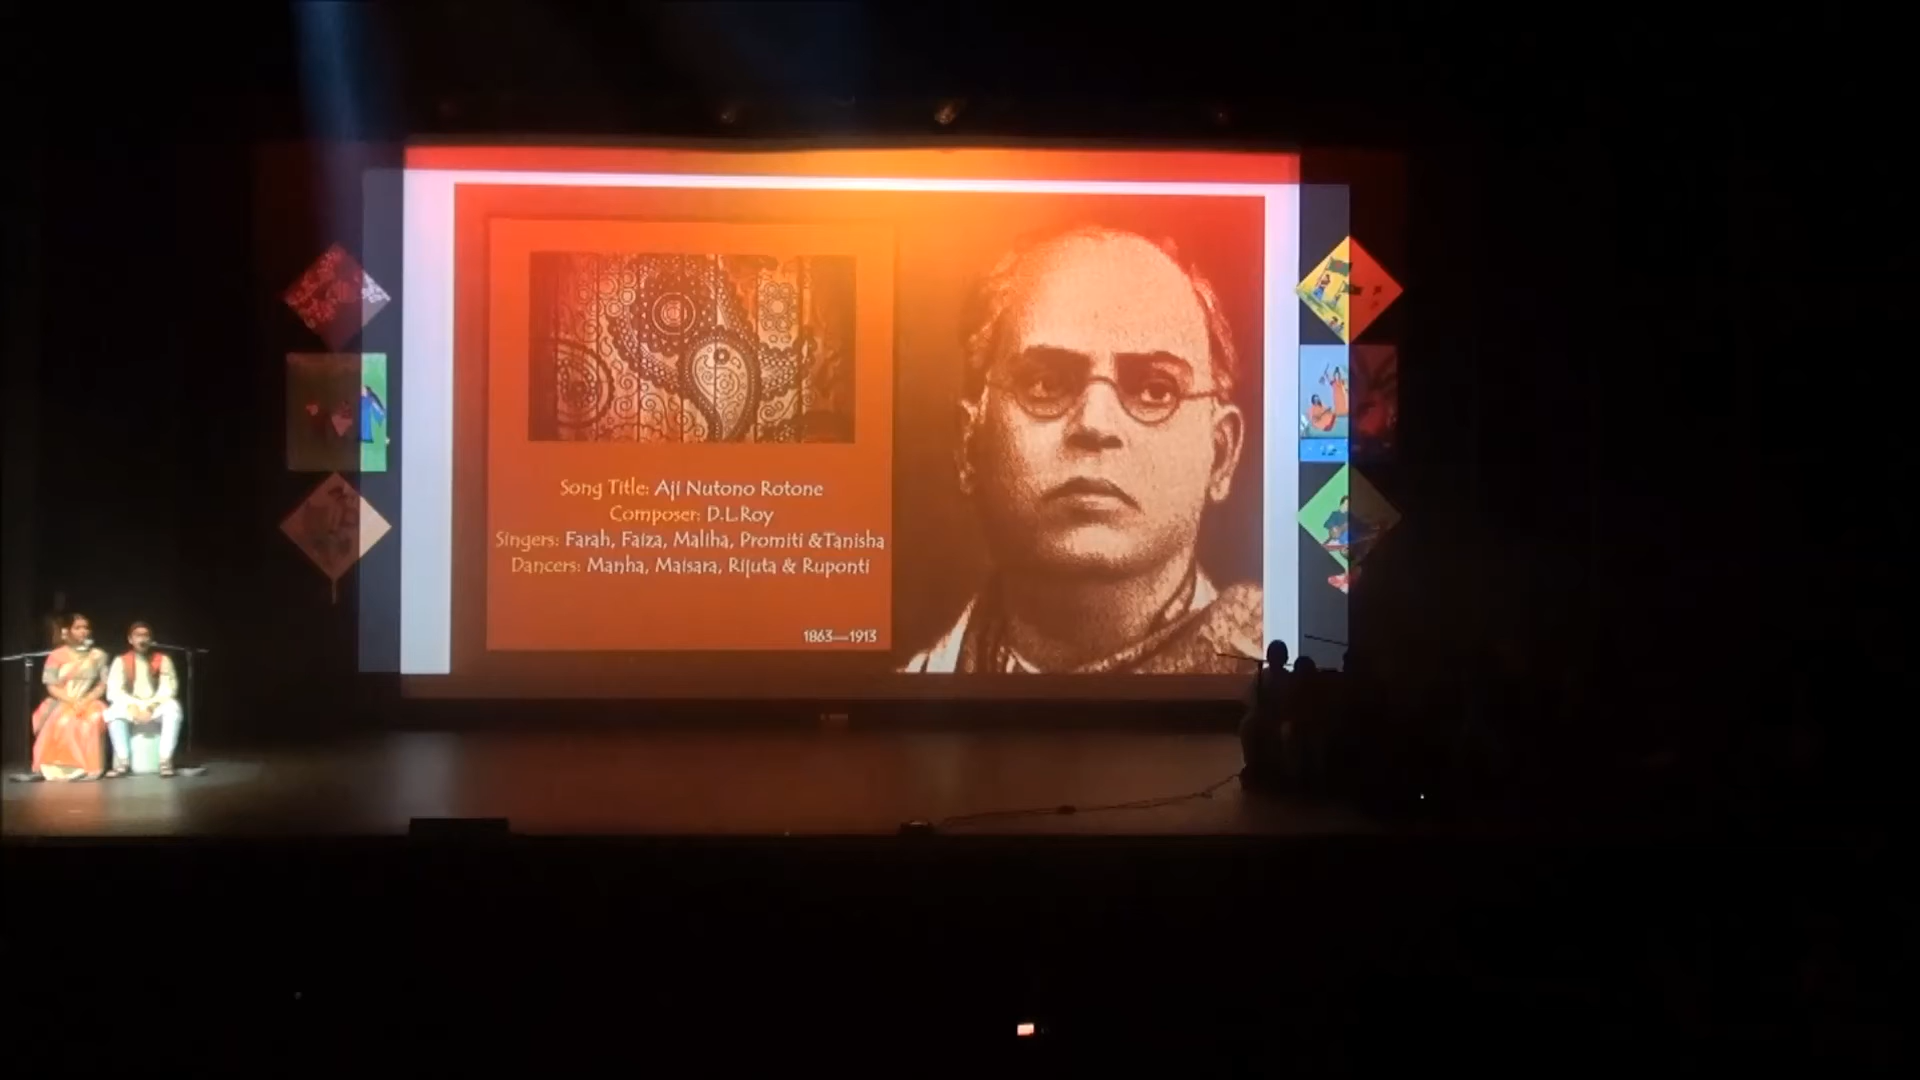 Song Title: Aji Nutono Rotone
Composer: D.L.Roy
Singers: Farah, Faiza, Maliha, Promiti &Tanisha
Dancers: Manha, Maisara, Rijuta & Ruponti
1863—1913